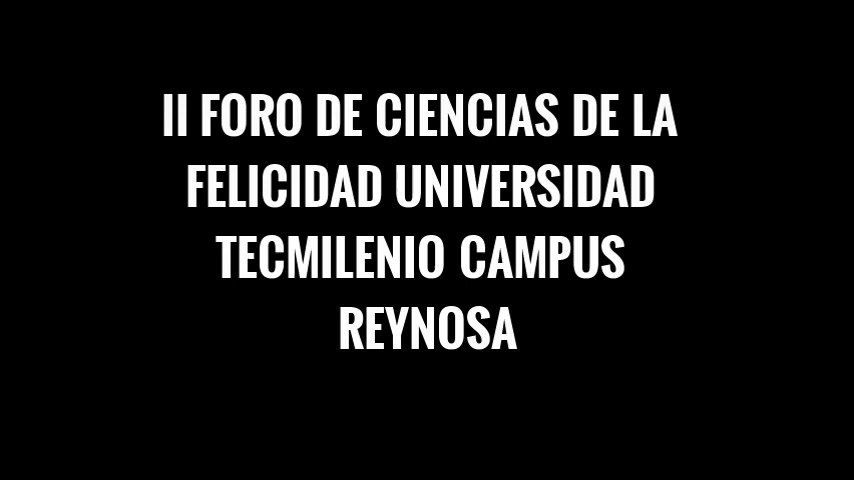 II FORO DE CIENCIAS DE LA
FELICIDAD UNIVERSIDAD
TECMILENIO CAMPUS
REYNOSA